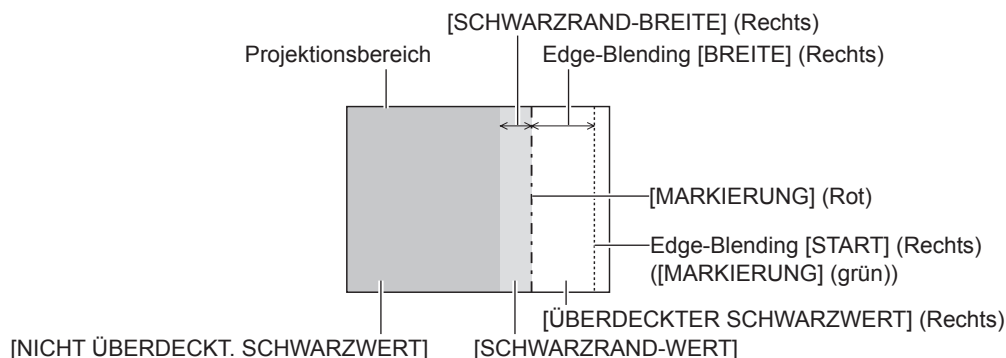 [SCHWARZRAND-BREITE] (Rechts)
Projektionsbereich
Edge-Blending [BREITE] (Rechts)
[MARKIERUNG] (Rot)
Edge-Blending [START] (Rechts)
([MARKIERUNG] (grün))
[ÜBERDECKTER SCHWARZWERT] (Rechts)
[NICHT ÜBERDECKT. SCHWARZWERT]
[SCHWARZRAND-WERT]